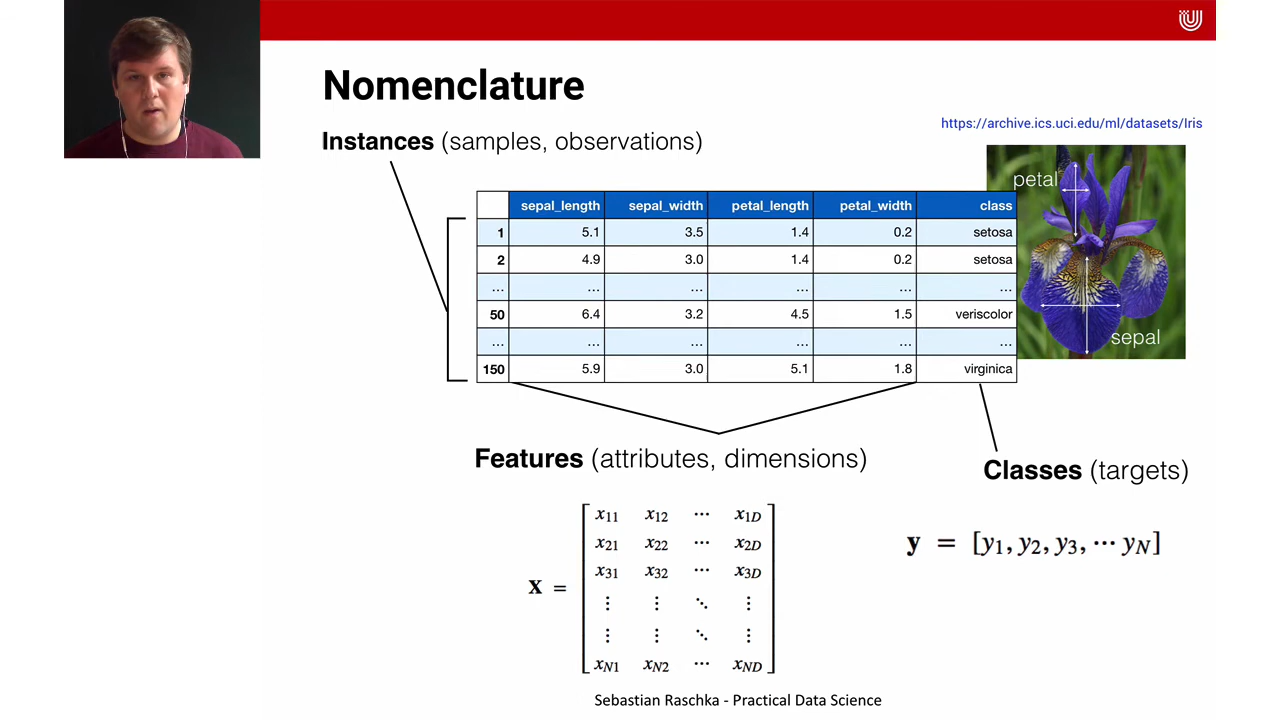 Nomenclature
Instances (samples, observations)
https://archive.ics.uci.edu/ml/datasets/Iris
petal
sepal_length sepal_width petal_length petal_width class
1 5.1 3.5 1.4 0.2 setosa
2 4.9 3.0 1.4 0.2 setosa
... ... ... ... ... ...
50 6.4 3.2 4.5 1.5 veriscolor
... ... ... ... ... ...
150 5.9 3.0 5.1 1.8 virginica
sepal
Features (attributes, dimensions)
Classes (targets)
X =
x11 x12 ⋯ x1D
x21 x22 ⋯ x2D
x31 x32 ⋯ x3D
⋮ ⋮ ⋱ ⋮
⋮ ⋮ ⋱ ⋮
xN1 xN2 ⋯ xND
y = [y1, y2, y3, ⋯ yN]
Sebastian Raschka - Practical Data Science